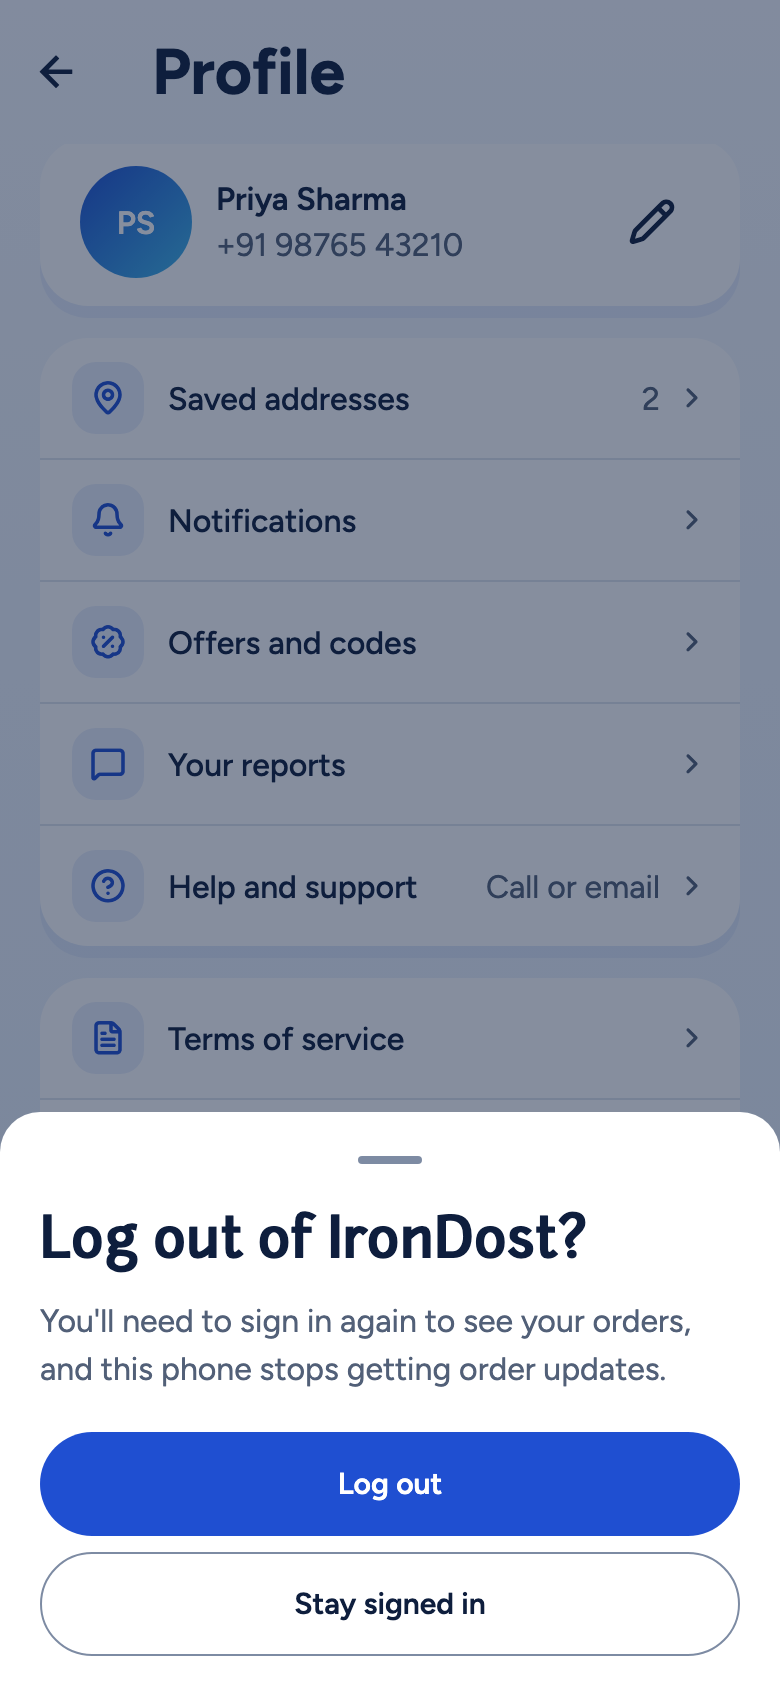 Profile
PS
Priya Sharma
+91 98765 43210
Saved addresses 2
Notifications
Offers and codes
Your reports
Help and support Call or email
Terms of service
Log out of IronDost?
You'll need to sign in again to see your orders,
and this phone stops getting order updates.
Log out
Stay signed in